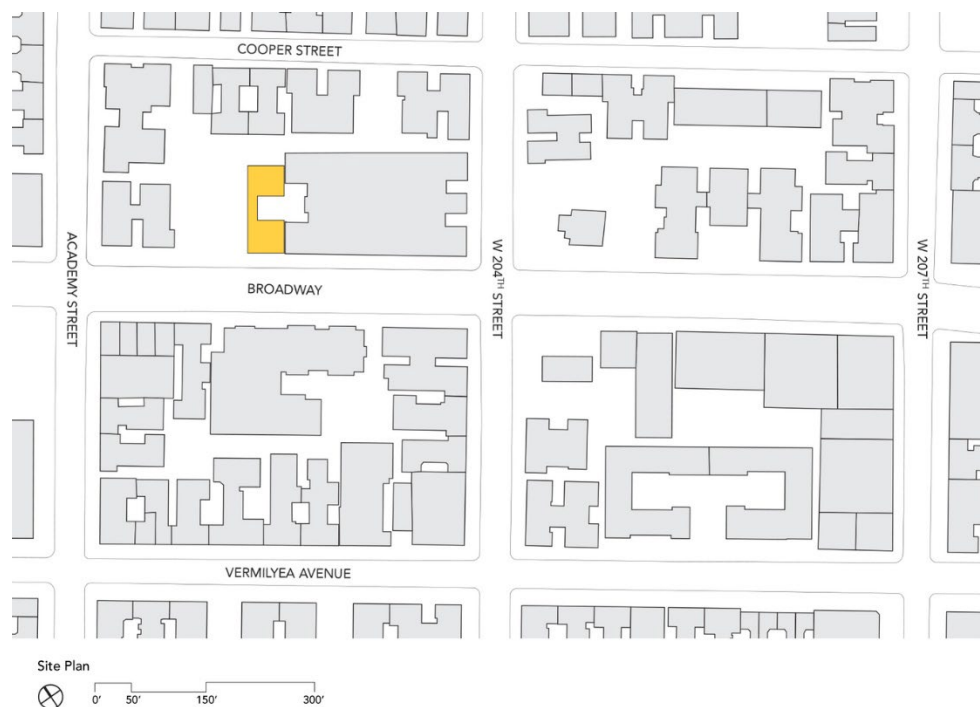 COOPER STREET
ACADEMY STREET
BROADWAY
W 204TH STREET
W 207TH STREET
VERMILYEA AVENUE
Site Plan
0' 50' 150' 300'